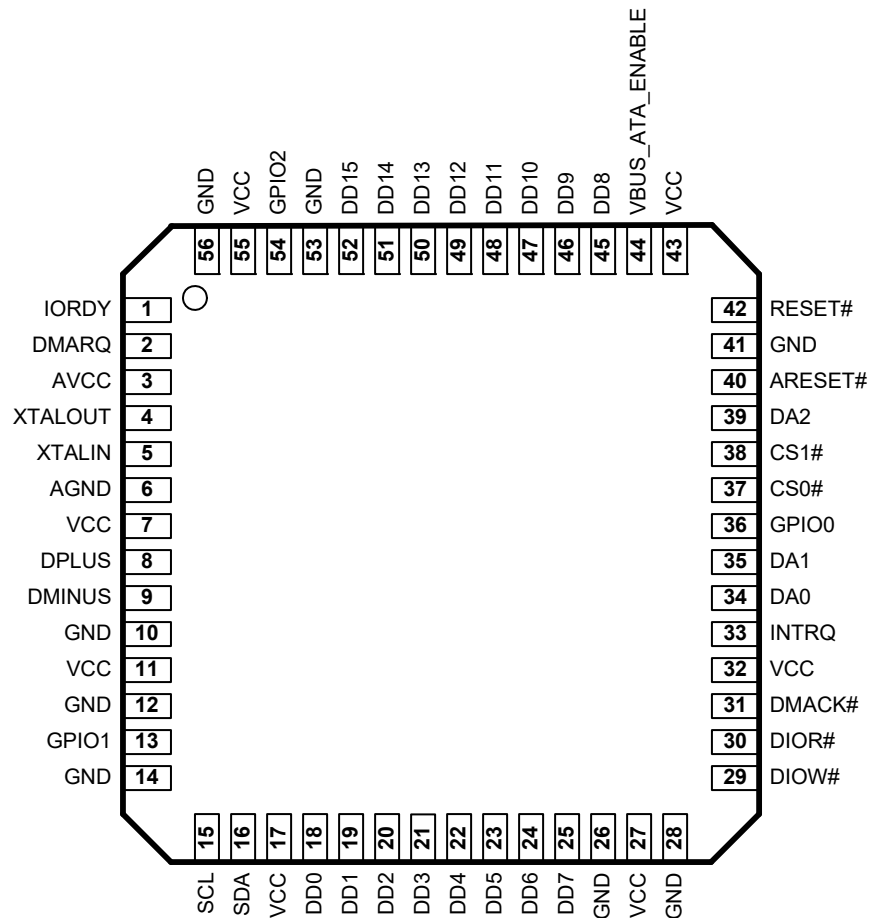 GND VCC GPIO2 GND DD15 DD14 DD13 DD12 DD11 DD10 DD9 DD8 VBUS_ATA_ENABLE VCC
56 55 54 53 52 51 50 49 48 47 46 45 44 43
IORDY 1
DMARQ 2
AVCC 3
XTALOUT 4
XTALIN 5
AGND 6
VCC 7
DPLUS 8
DMINUS 9
GND 10
VCC 11
GND 12
GPIO1 13
GND 14
42 RESET#
41 GND
40 ARESET#
39 DA2
38 CS1#
37 CS0#
36 GPIO0
35 DA1
34 DA0
33 INTRQ
32 VCC
31 DMACK#
30 DIOR#
29 DIOW#
15 16 17 18 19 20 21 22 23 24 25 26 27 28
SCL SDA VCC DD0 DD1 DD2 DD3 DD4 DD5 DD6 DD7 GND VCC GND